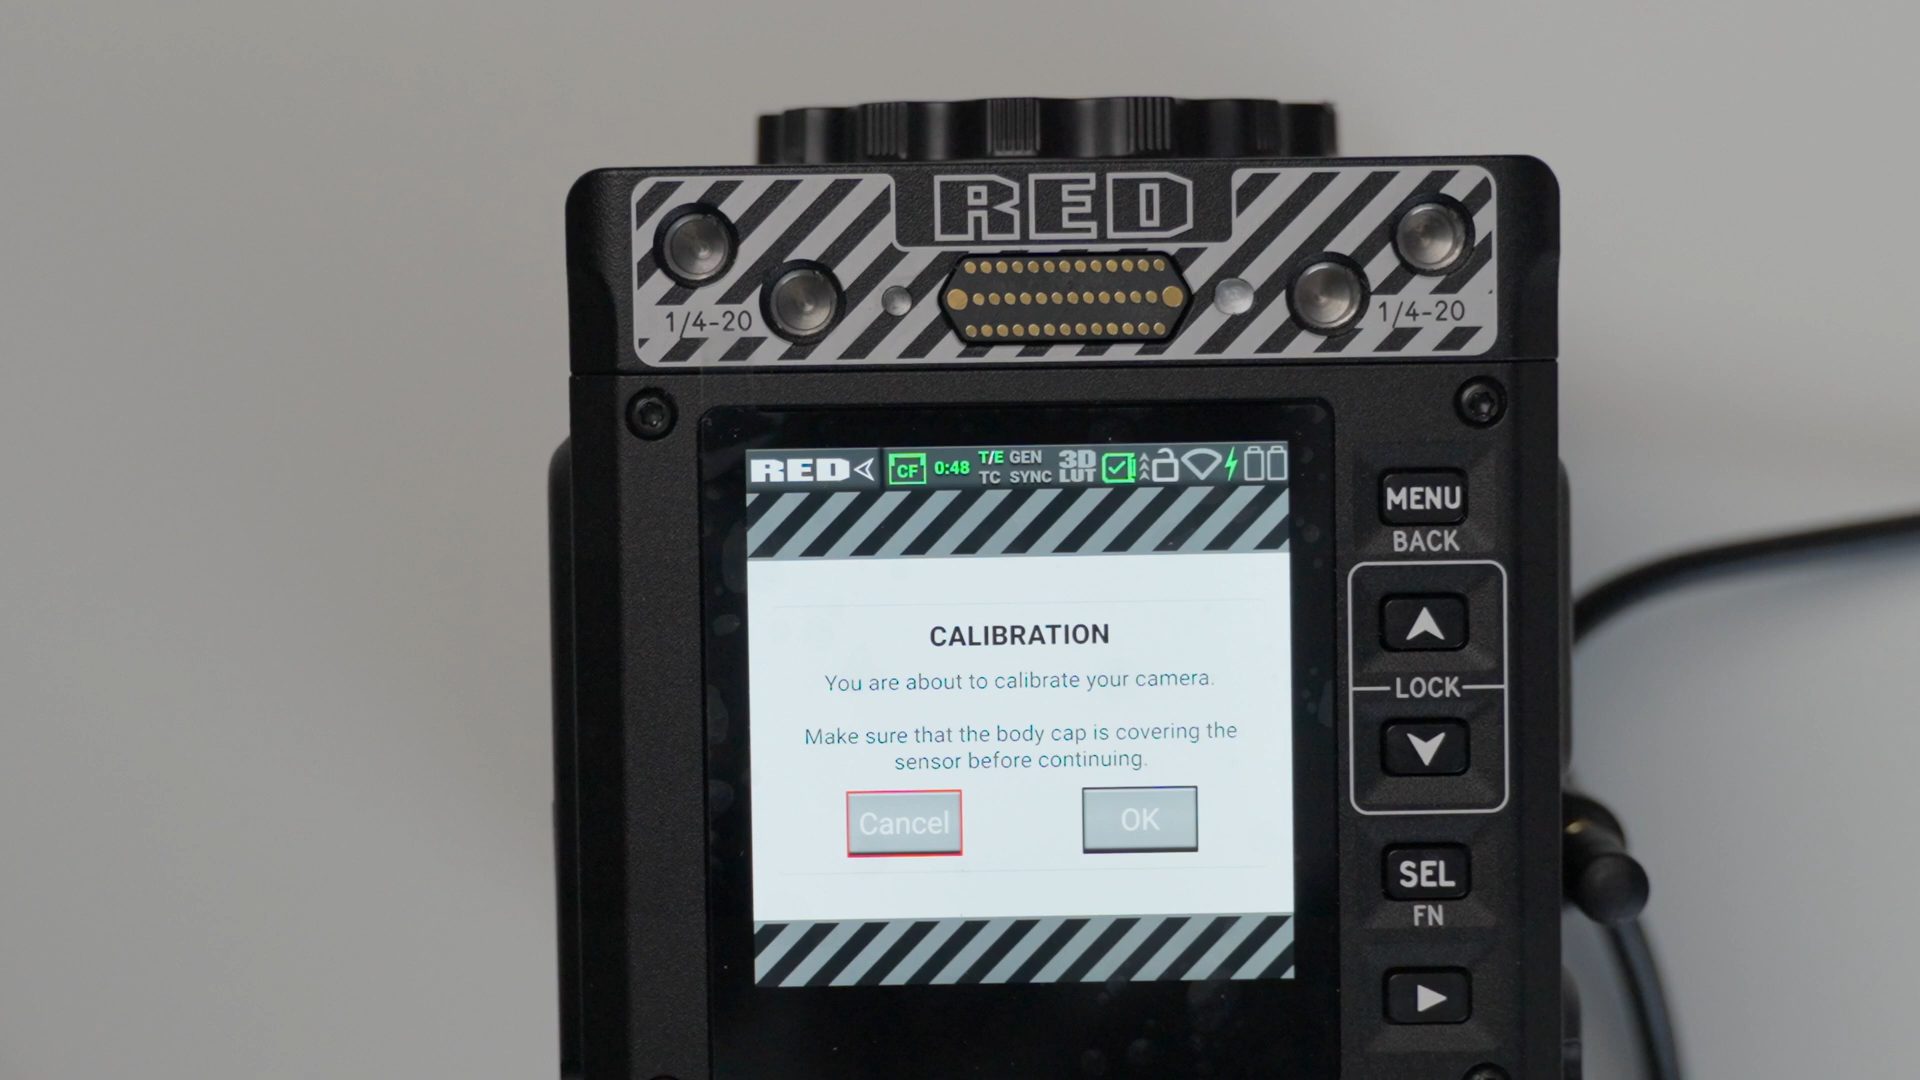 RED
1/4-20
1/4-20
RED CF 0:48 T/E TC GEN SYNC 3D LUT
CALIBRATION
You are about to calibrate your camera.
Make sure that the body cap is covering the
sensor before continuing.
Cancel
OK
MENU
BACK
LOCK
SEL
FN